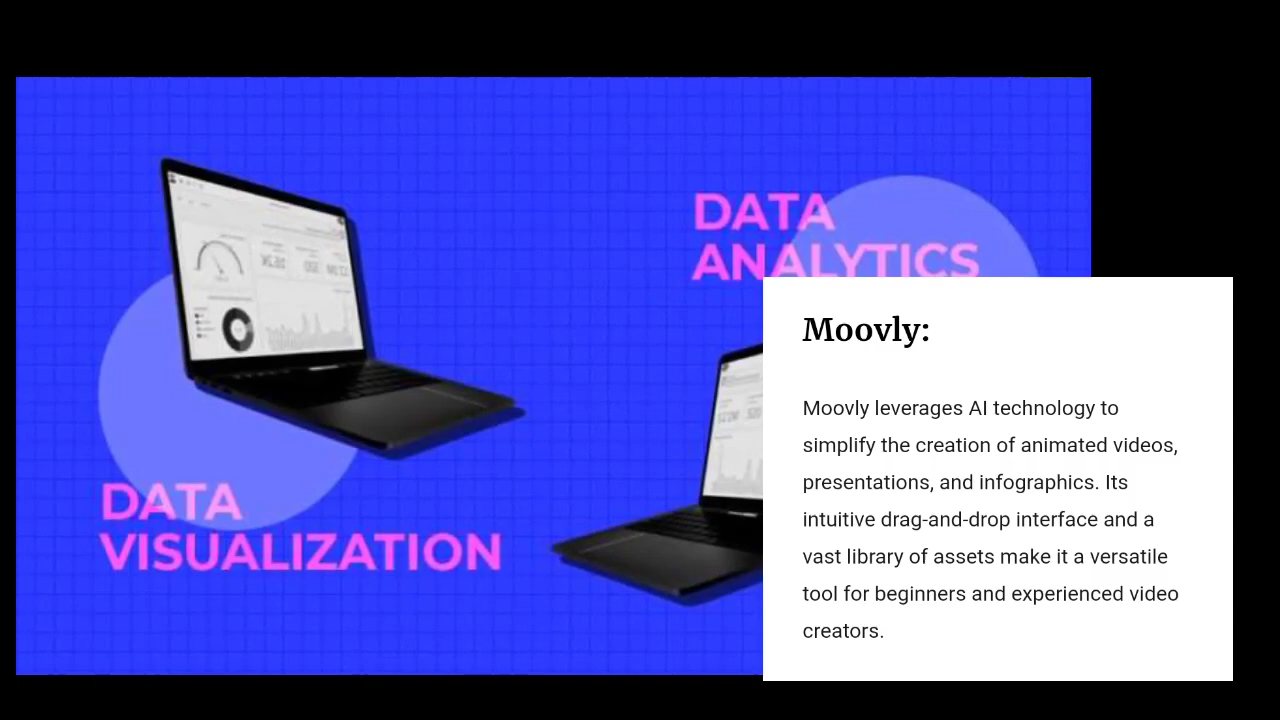 DATA
VISUALIZATION
DATA
ANALYTICS
Moovly:
Moovly leverages AI technology to
simplify the creation of animated videos,
presentations, and infographics. Its
intuitive drag-and-drop interface and a
vast library of assets make it a versatile
tool for beginners and experienced video
creators.